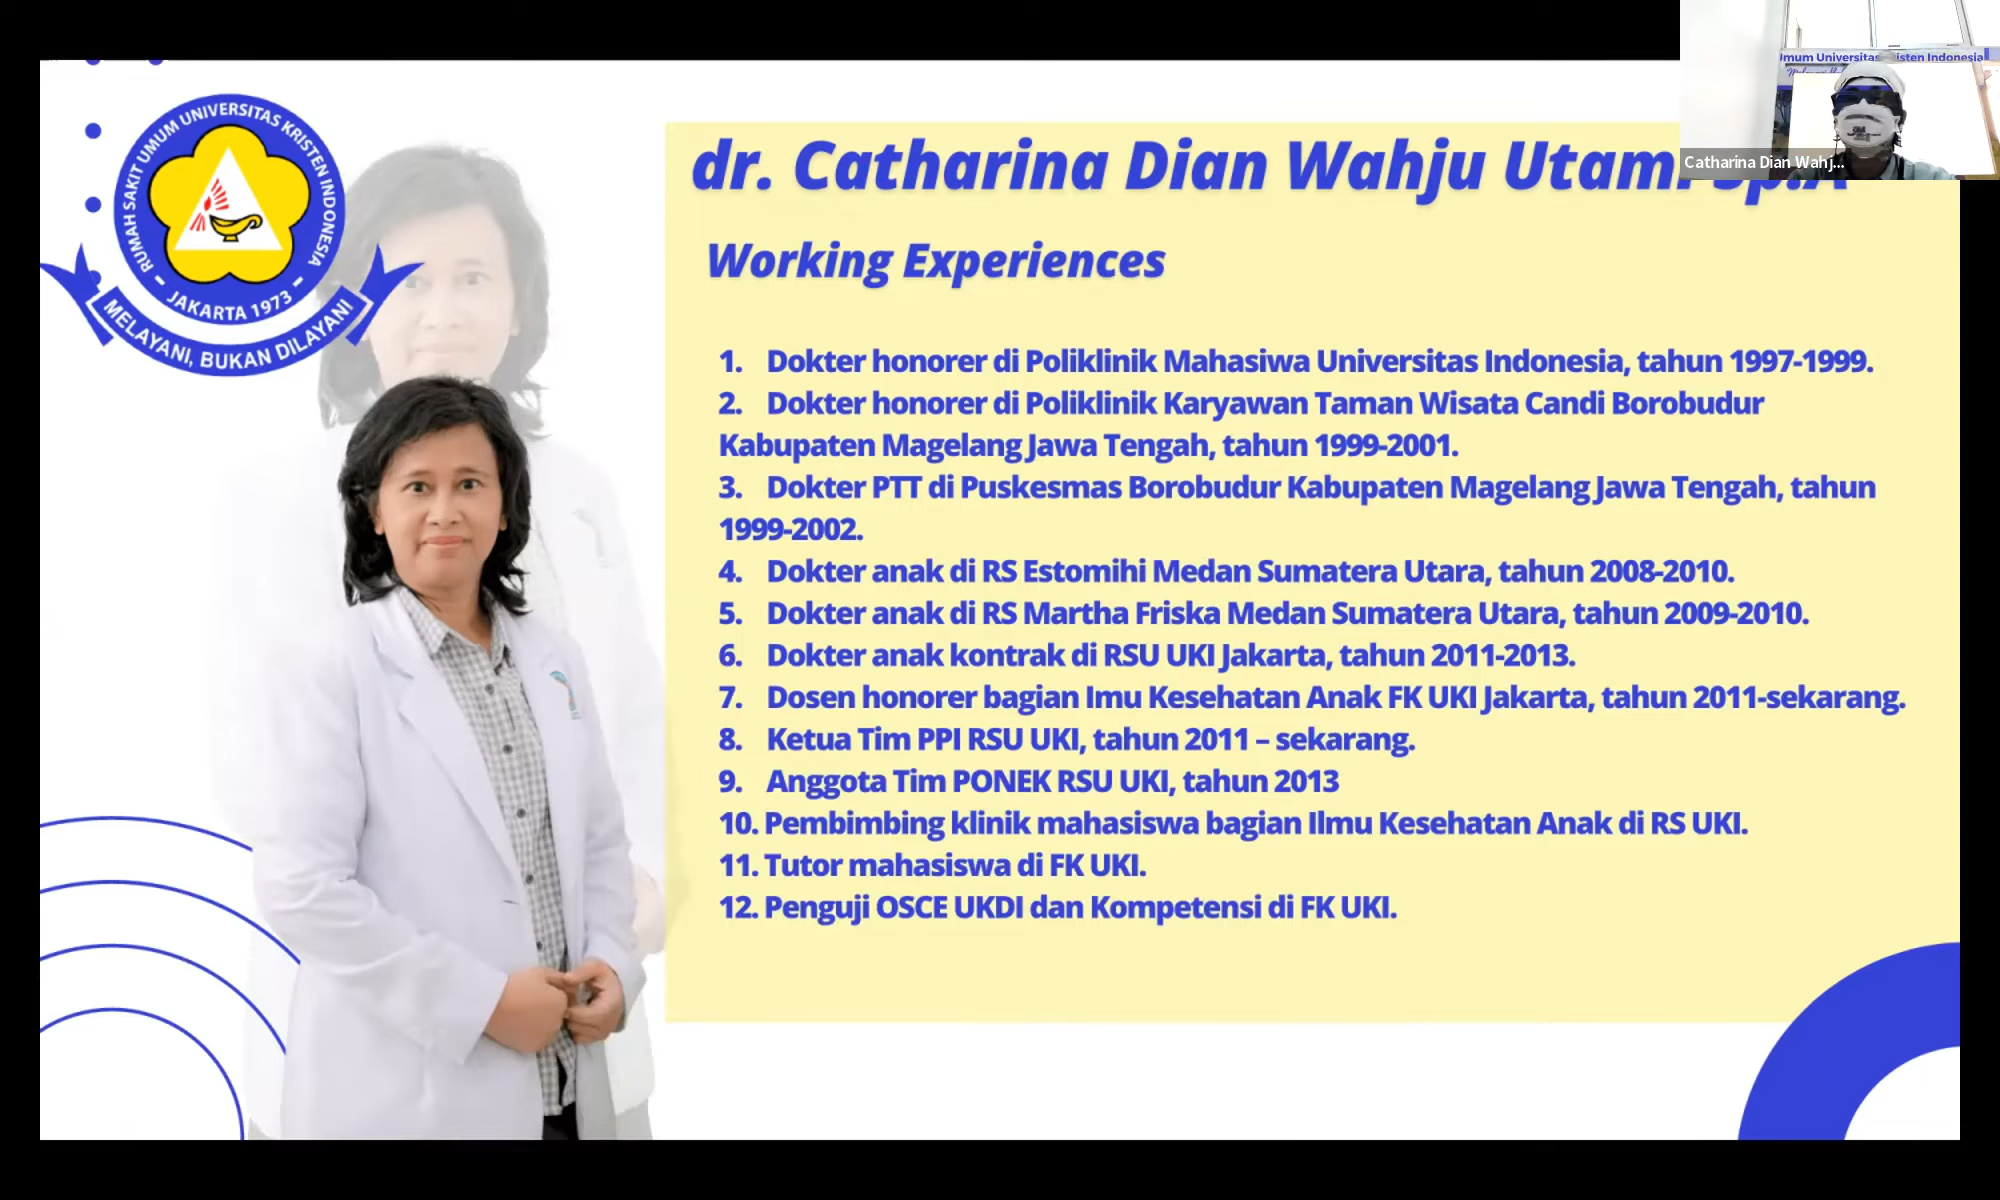 RUMAH SAKIT UMUM UNIVERSITAS KRISTEN INDONESIA
- JAKARTA 1973 -
MELAYANI, BUKAN DILAYANI
Umum Universitas isten Indonesia
3M
Catharina Dian Wahj...
dr. Catharina Dian Wahju Utami Sp.A
Working Experiences
1. Dokter honorer di Poliklinik Mahasiwa Universitas Indonesia, tahun 1997-1999.
2. Dokter honorer di Poliklinik Karyawan Taman Wisata Candi Borobudur
Kabupaten Magelang Jawa Tengah, tahun 1999-2001.
3. Dokter PTT di Puskesmas Borobudur Kabupaten Magelang Jawa Tengah, tahun
1999-2002.
4. Dokter anak di RS Estomihi Medan Sumatera Utara, tahun 2008-2010.
5. Dokter anak di RS Martha Friska Medan Sumatera Utara, tahun 2009-2010.
6. Dokter anak kontrak di RSU UKI Jakarta, tahun 2011-2013.
7. Dosen honorer bagian Imu Kesehatan Anak FK UKI Jakarta, tahun 2011-sekarang.
8. Ketua Tim PPI RSU UKI, tahun 2011 – sekarang.
9. Anggota Tim PONEK RSU UKI, tahun 2013
10. Pembimbing klinik mahasiswa bagian Ilmu Kesehatan Anak di RS UKI.
11. Tutor mahasiswa di FK UKI.
12. Penguji OSCE UKDI dan Kompetensi di FK UKI.